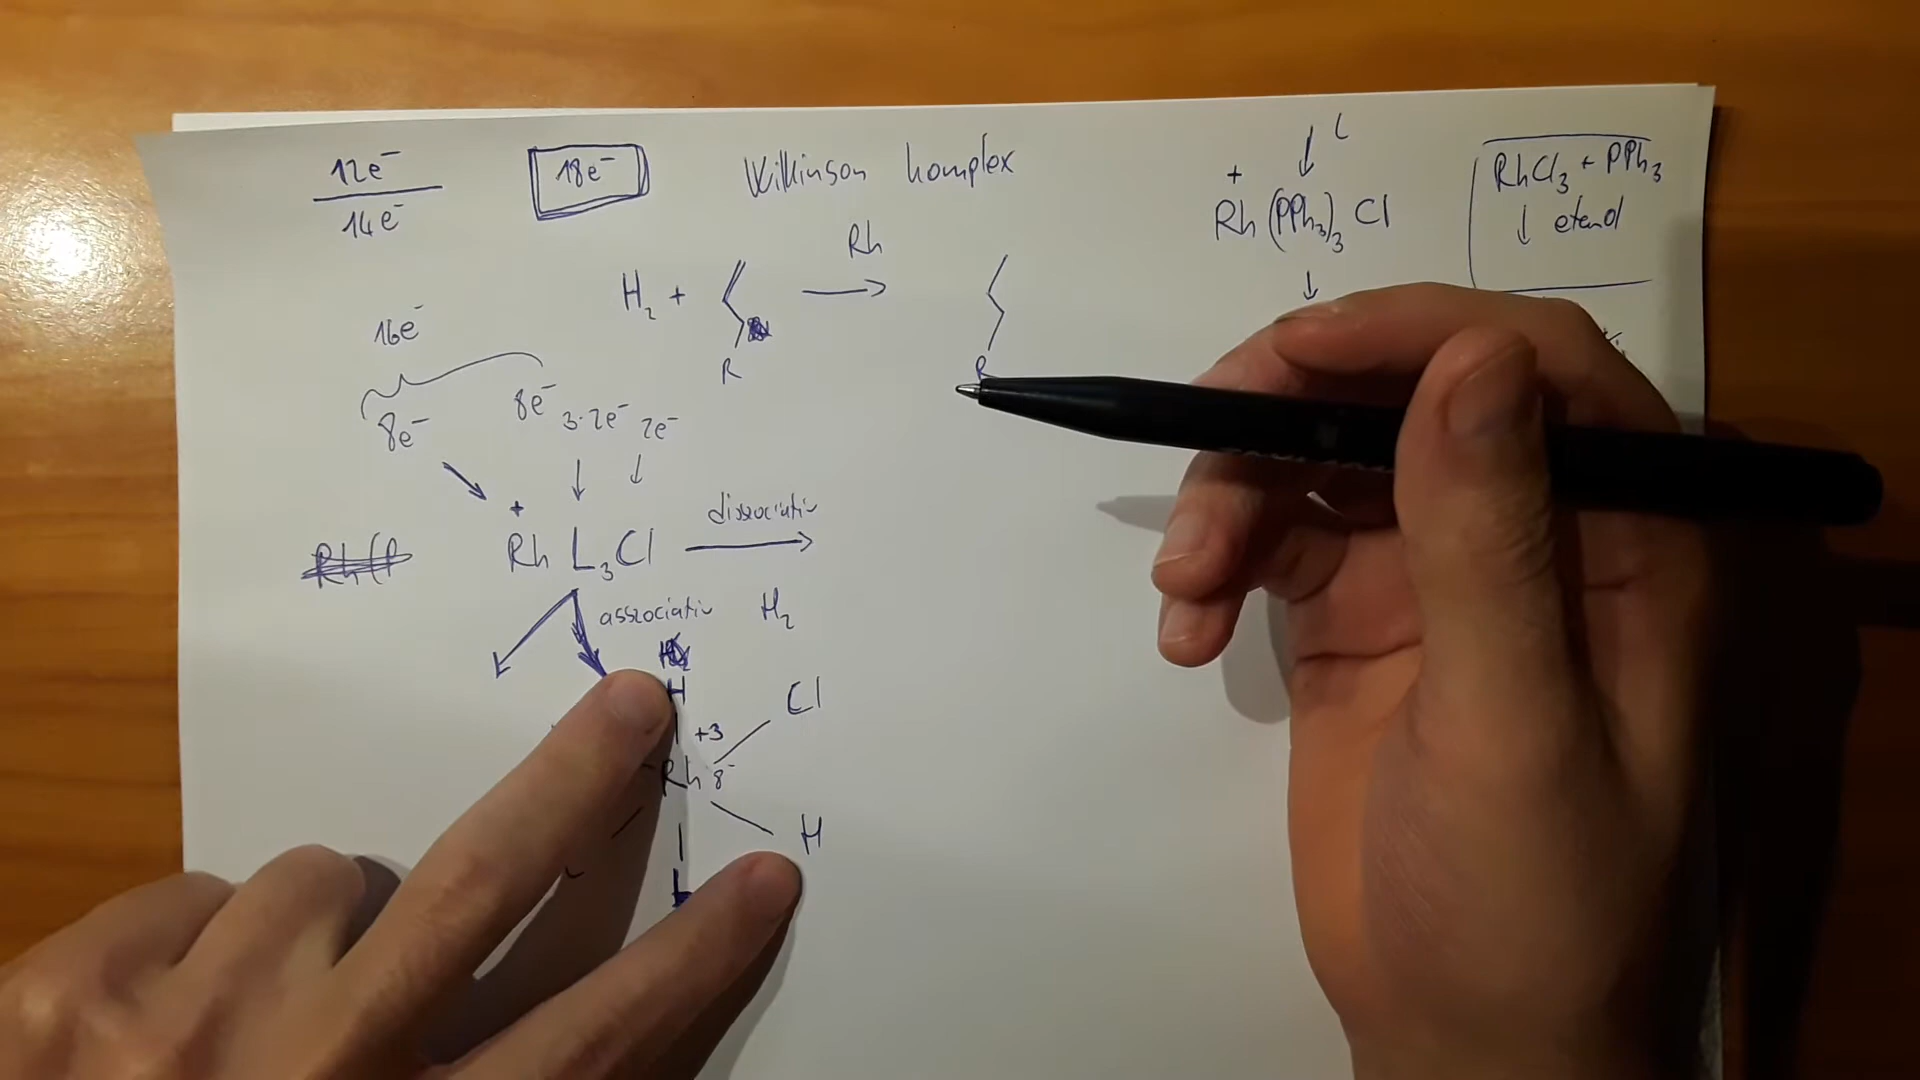 12e⁻
14e⁻
18e⁻
Wilkinson komplex
L
+
Rh(PPh₃)₃Cl
RhCl₃ + PPh₃
↓ etanol
Rh
H₂ + →
R
R
16e⁻
8e⁻
8e⁻ 3·2e⁻ 2e⁻
+
Rh L₃Cl →
dissociativ
associativ H₂
H
Cl
+3
Rh 8⁻
H
L
L